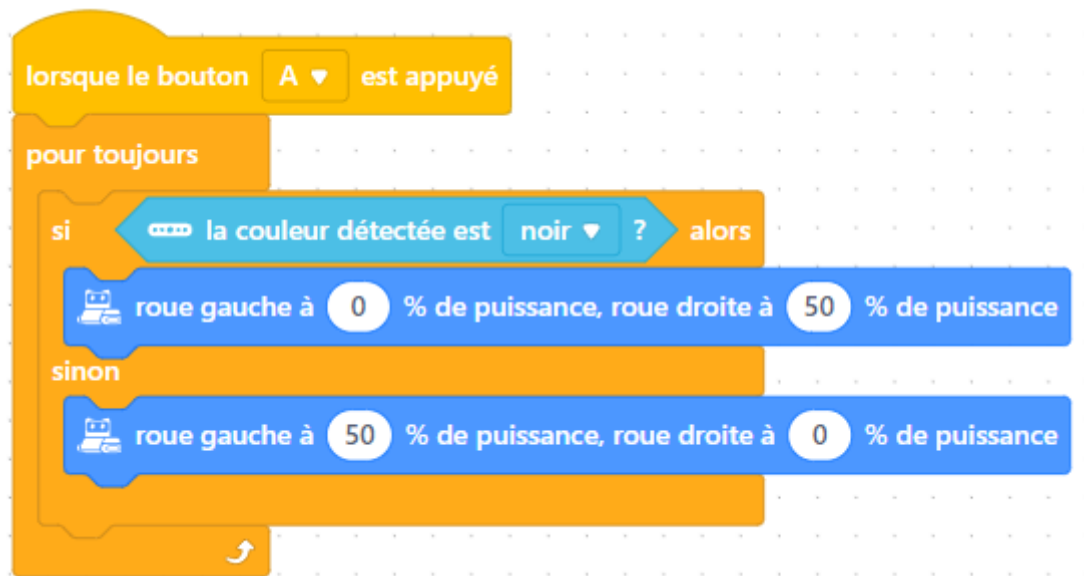 lorsque le bouton A est appuyé
pour toujours
si la couleur détectée est noir ? alors
roue gauche à 0 % de puissance, roue droite à 50 % de puissance
sinon
roue gauche à 50 % de puissance, roue droite à 0 % de puissance